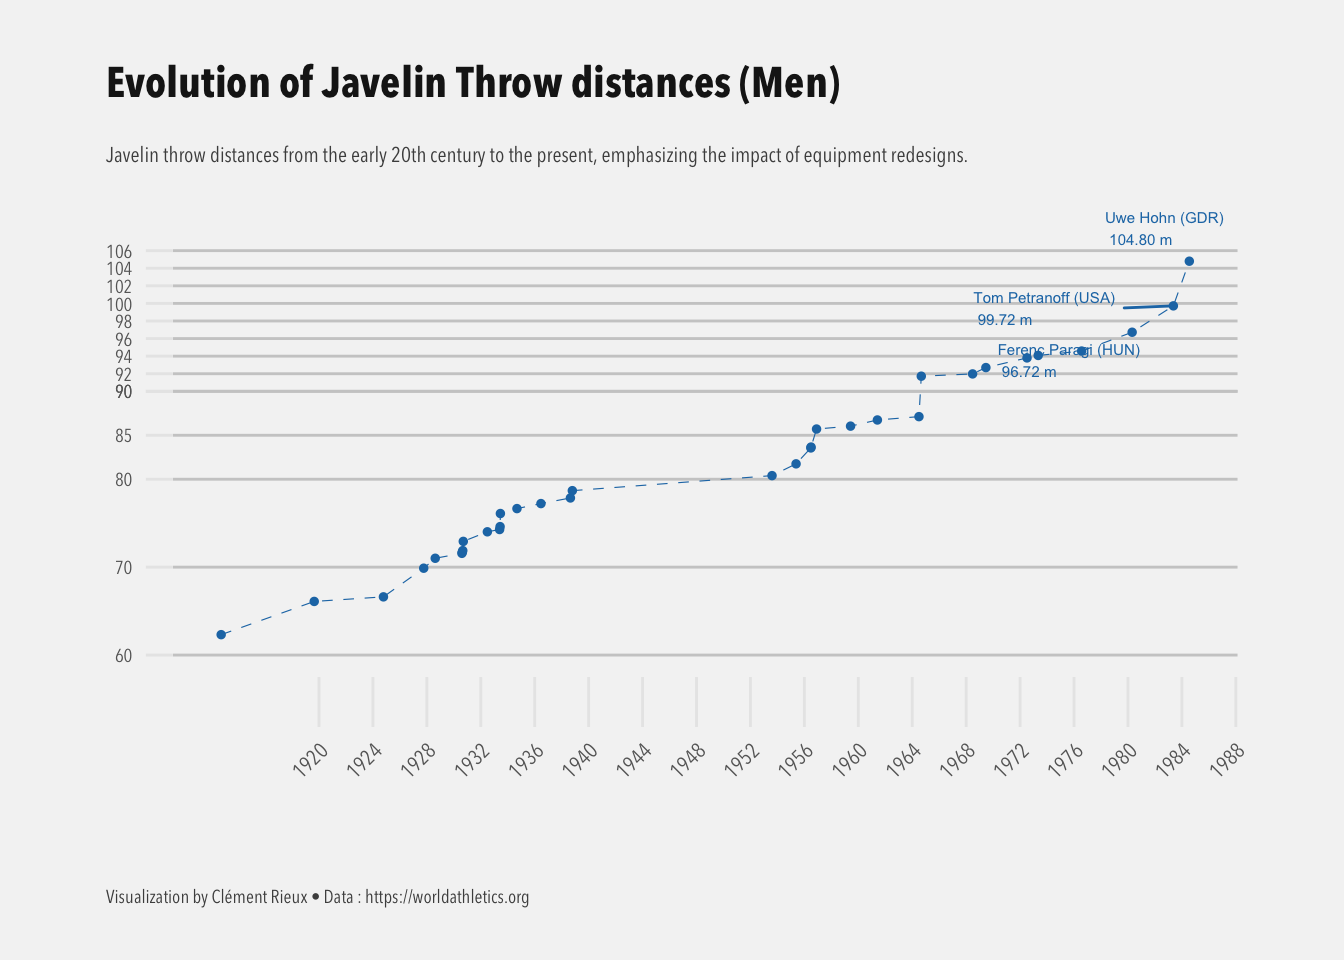 Evolution of Javelin Throw distances (Men)
Javelin throw distances from the early 20th century to the present, emphasizing the impact of equipment redesigns.
Uwe Hohn (GDR)
104.80 m
Tom Petranoff (USA)
99.72 m
Ferenc Paragi (HUN)
96.72 m
106
104
102
100
98
96
94
92
90
85
80
70
60
1920 1924 1928 1932 1936 1940 1944 1948 1952 1956 1960 1964 1968 1972 1976 1980 1984 1988
Visualization by Clément Rieux • Data : https://worldathletics.org